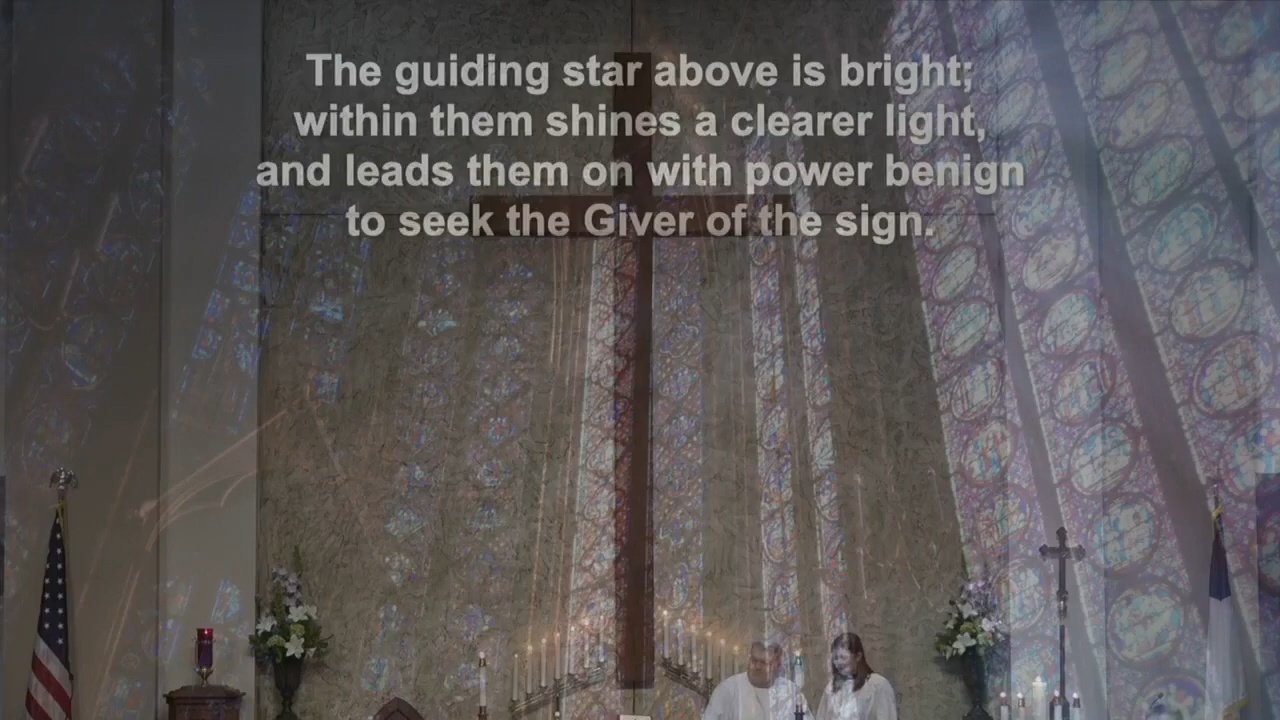 The guiding star above is bright;
within them shines a clearer light,
and leads them on with power benign
to seek the Giver of the sign.